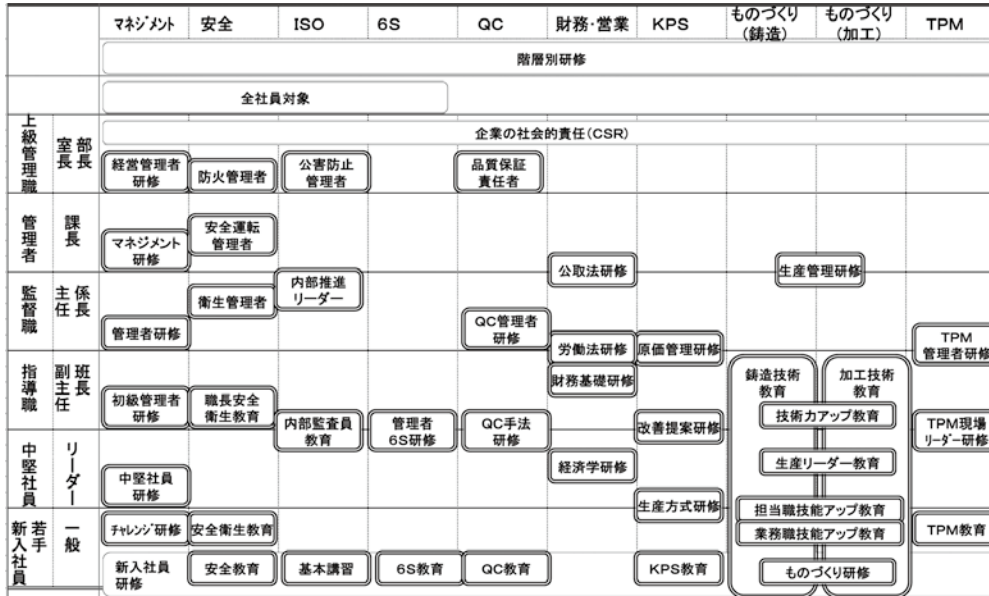 マネジメント 安全 ISO 6S QC 財務・営業 KPS ものづくり ものづくり TPM
(鋳造) (加工)
階層別研修
全社員対象
企業の社会的責任(CSR)
上級管理職
室長
部長
経営管理者
研修
防火管理者
公害防止
管理者
品質保証
責任者
管理者
課長
マネジメント
研修
安全運転
管理者
公取法研修
生産管理研修
監督職
主任
係長
管理者研修
衛生管理者
内部推進
リーダー
QC管理者
研修
労働法研修
原価管理研修
TPM
管理者研修
指導職
副主任
班長
初級管理者
研修
職長安全
衛生教育
内部監査員
教育
管理者
6S研修
QC手法
研修
財務基礎研修
改善提案研修
鋳造技術
教育
加工技術
教育
技術力アップ教育
TPM現場
リーダー研修
中堅社員
リーダー
中堅社員
研修
経済学研修
生産方式研修
生産リーダー教育
担当職技能アップ教育
新入社員
若手
一般
チャレンジ研修
安全衛生教育
業務職技能アップ教育
TPM教育
新入社員
研修
安全教育
基本講習
6S教育
QC教育
KPS教育
ものづくり研修